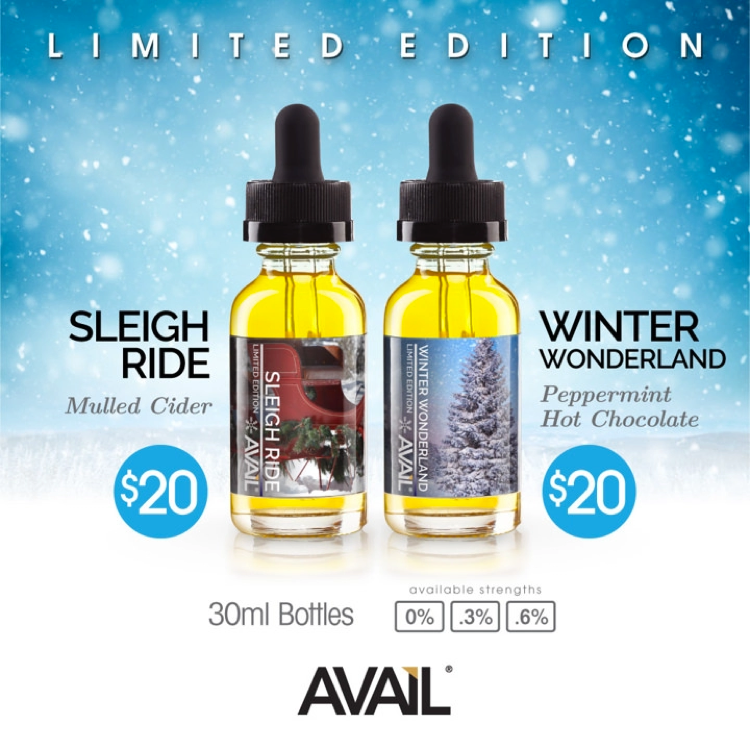 LIMITED EDITION
SLEIGH
RIDE
Mulled Cider
$20
SLEIGH RIDE
LIMITED EDITION
AVAIL
WINTER WONDERLAND
LIMITED EDITION
AVAIL
WINTER
WONDERLAND
Peppermint
Hot Chocolate
$20
30ml Bottles
available strengths
0% .3% .6%
AVAIL®